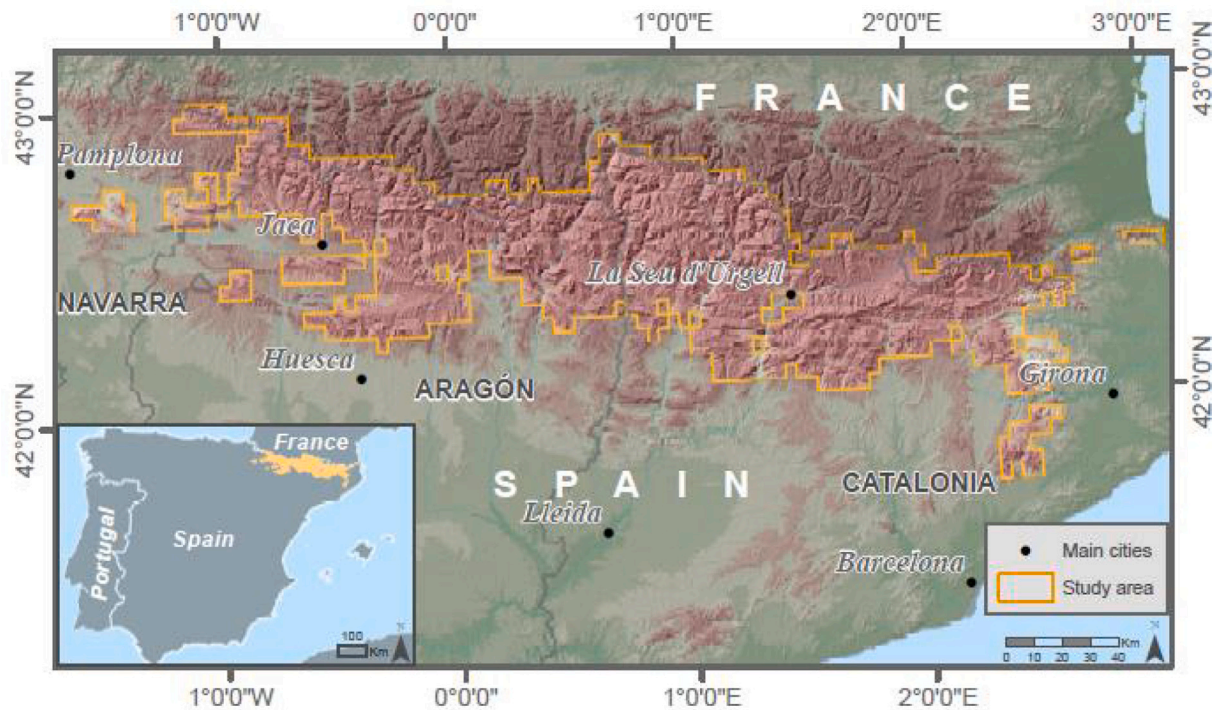 1°0'0"W 0°0'0" 1°0'0"E 2°0'0"E 3°0'0"E
43°0'0"N
43°0'0"N
F R A N C E
Pamplona
Jaca
La Seu d'Urgell
NAVARRA
Huesca
ARAGÓN
Girona
42°0'0"N
42°0'0"N
S P A I N
CATALONIA
Lleida
Barcelona
France
Portugal
Spain
100
Km
N
Main cities
Study area
N
Km
0 10 20 30 40
1°0'0"W 0°0'0" 1°0'0"E 2°0'0"E